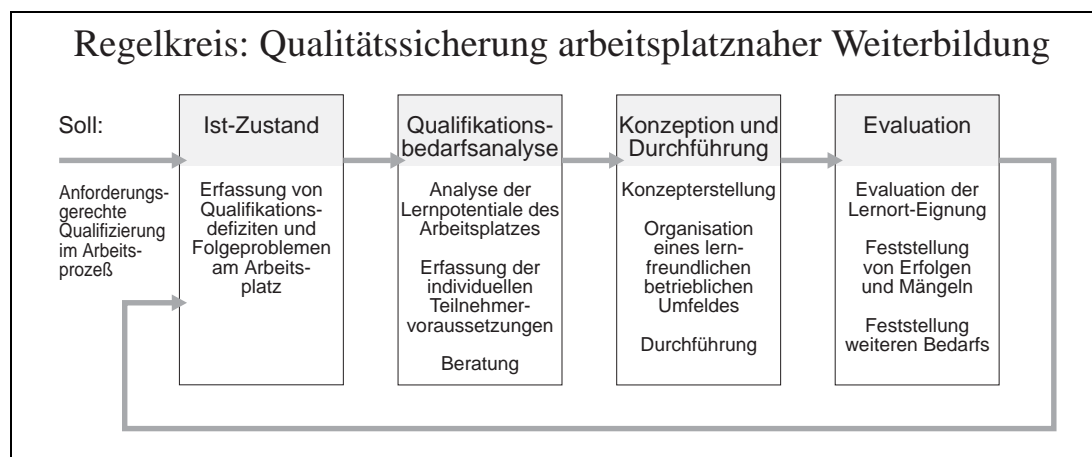 Regelkreis: Qualitätssicherung arbeitsplatznaher Weiterbildung
Soll:
Anforderungs-
gerechte
Qualifizierung
im Arbeits-
prozeß
Ist-Zustand
Erfassung von
Qualifikations-
defiziten und
Folgeproblemen
am Arbeits-
platz
Qualifikations-
bedarfsanalyse
Analyse der
Lernpotentiale des
Arbeitsplatzes
Erfassung der
individuellen
Teilnehmer-
voraussetzungen
Beratung
Konzeption und
Durchführung
Konzepterstellung
Organisation
eines lern-
freundlichen
betrieblichen
Umfeldes
Durchführung
Evaluation
Evaluation der
Lernort-Eignung
Feststellung
von Erfolgen
und Mängeln
Feststellung
weiteren Bedarfs